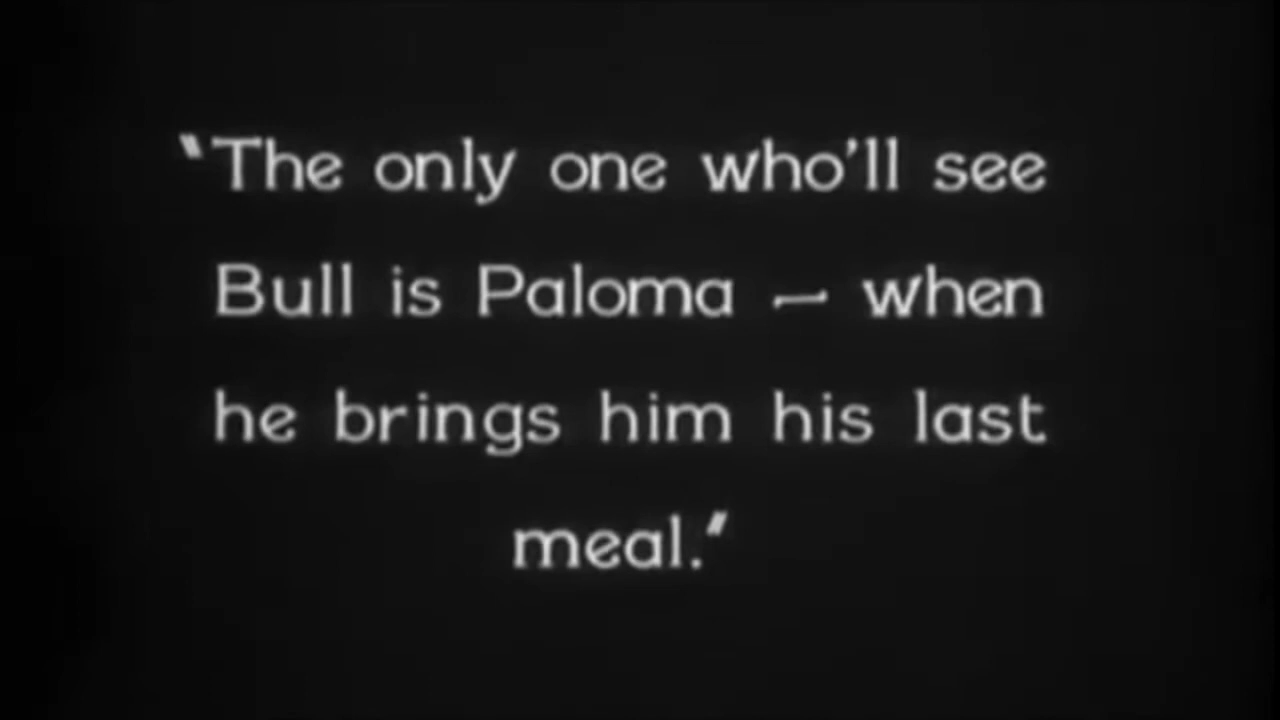 "The only one who'll see
Bull is Paloma — when
he brings him his last
meal."